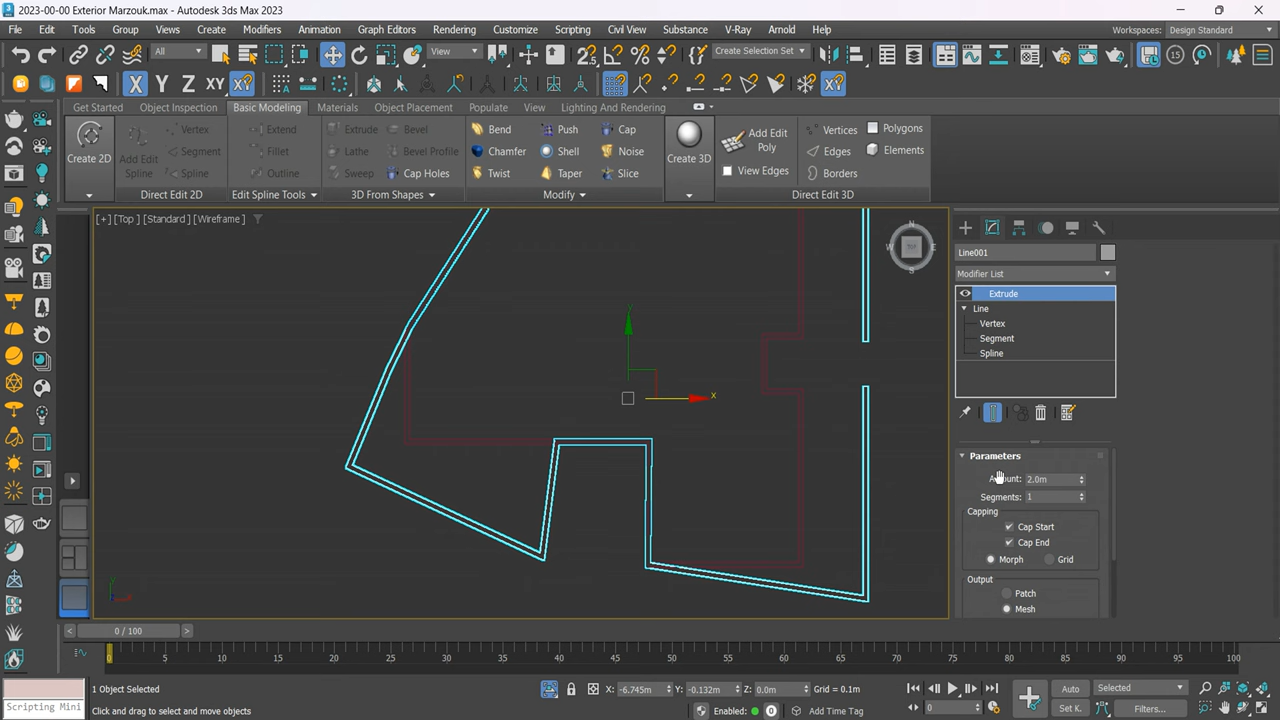 2023-00-00 Exterior Marzouk.max - Autodesk 3ds Max 2023
File Edit Tools Group Views Create Modifiers Animation Graph Editors Rendering Customize Scripting Civil View Substance V-Ray Arnold Help Workspaces: Design Standard
All View Create Selection Set
X Y Z XY
Get Started Object Inspection Basic Modeling Materials Object Placement Populate View Lighting And Rendering
Vertex Extend Extrude Bevel Bend Push Cap Vertices Polygons
Create 2D Add Edit Spline Segment Fillet Lathe Bevel Profile Chamfer Shell Noise Create 3D Add Edit Poly Edges Elements
Spline Outline Sweep Cap Holes Twist Taper Slice View Edges Borders
Direct Edit 2D Edit Spline Tools 3D From Shapes Modify Direct Edit 3D
[+] [Top ] [Standard ] [Wireframe ]
N
W E
S
Line001
Modifier List
Extrude
Line
Vertex
Segment
Spline
y
x
Parameters
Amount: 2.0m
Segments: 1
Capping
Cap Start
Cap End
Morph Grid
Output
Patch
Mesh
< 0 / 100 >
0 5 10 15 20 25 30 35 40 45 50 55 60 65 70 75 80 85 90 95 100
1 Object Selected X: -6.745m Y: -0.132m Z: 0.0m Grid = 0.1m Auto Selected
Scripting Mini Click and drag to select and move objects Enabled: 0 Add Time Tag 0 Set K. Filters...